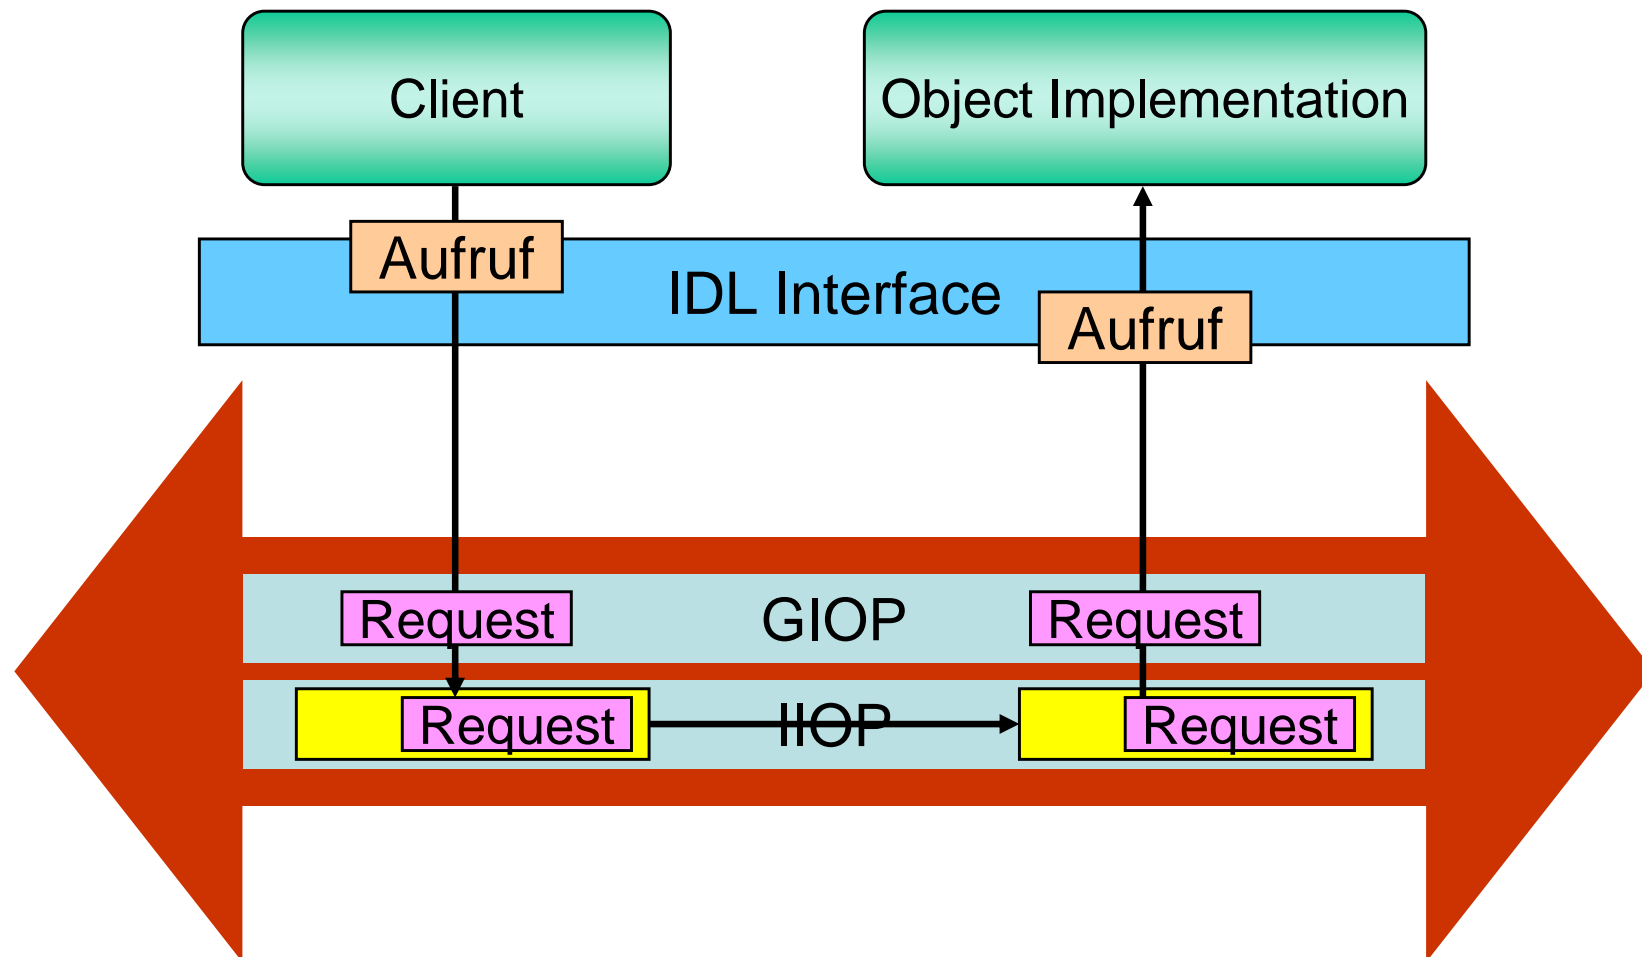 Client
Object Implementation
Aufruf
IDL Interface
Aufruf
Request
GIOP
Request
Request
IIOP
Request